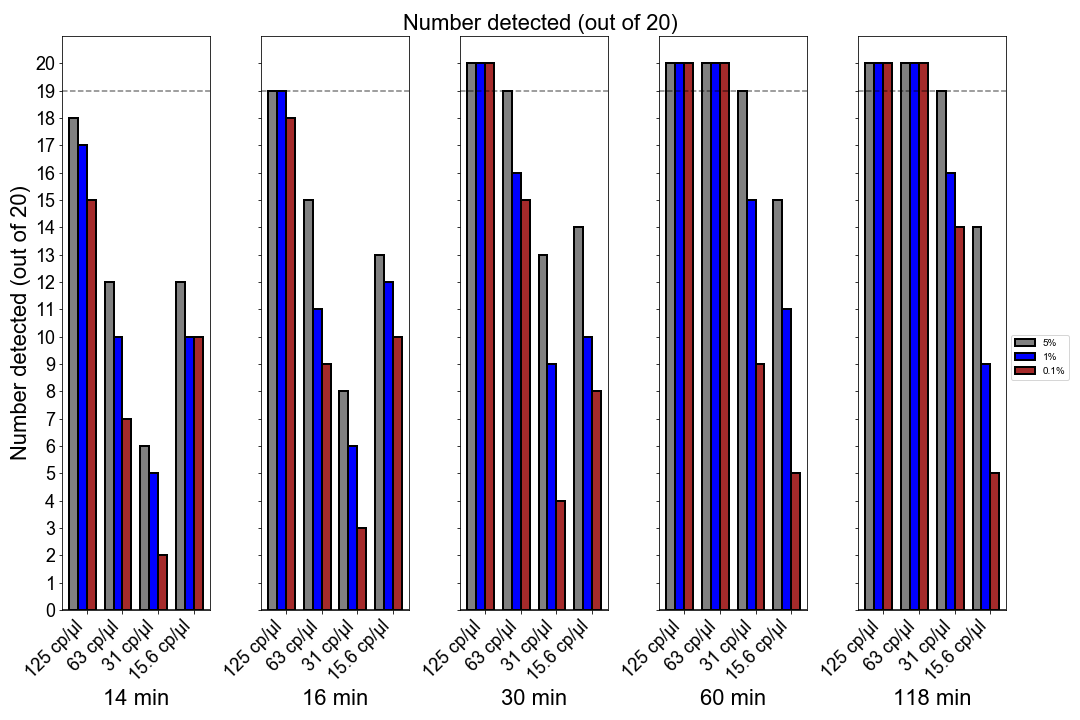 Number detected (out of 20)
Number detected (out of 20)
20
19
18
17
16
15
14
13
12
11
10
9
8
7
6
5
4
3
2
1
0
5%
1%
0.1%
125 cp/µl
63 cp/µl
31 cp/µl
15.6 cp/µl
125 cp/µl
63 cp/µl
31 cp/µl
15.6 cp/µl
125 cp/µl
63 cp/µl
31 cp/µl
15.6 cp/µl
125 cp/µl
63 cp/µl
31 cp/µl
15.6 cp/µl
125 cp/µl
63 cp/µl
31 cp/µl
15.6 cp/µl
14 min
16 min
30 min
60 min
118 min